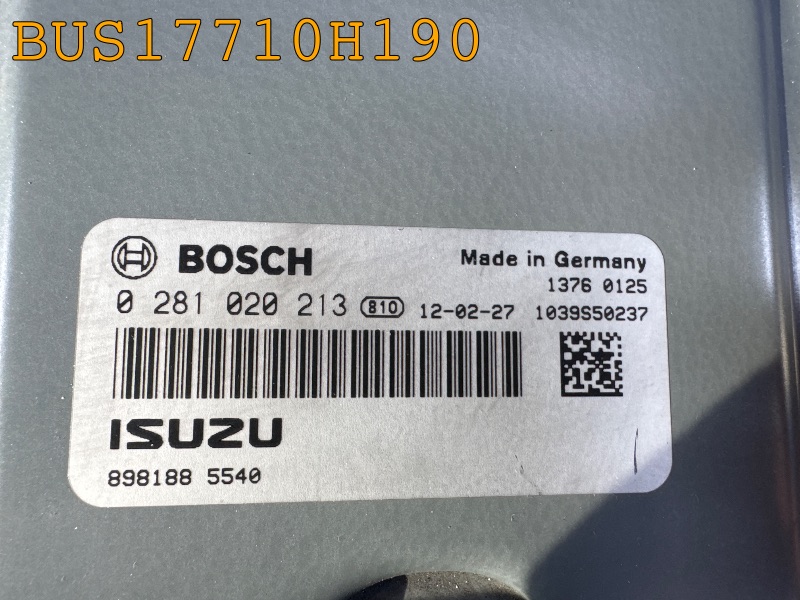 BUS17710H190
BOSCH
Made in Germany
1376 0125
0 281 020 213 810 12-02-27 1039S50237
ISUZU
898188 5540